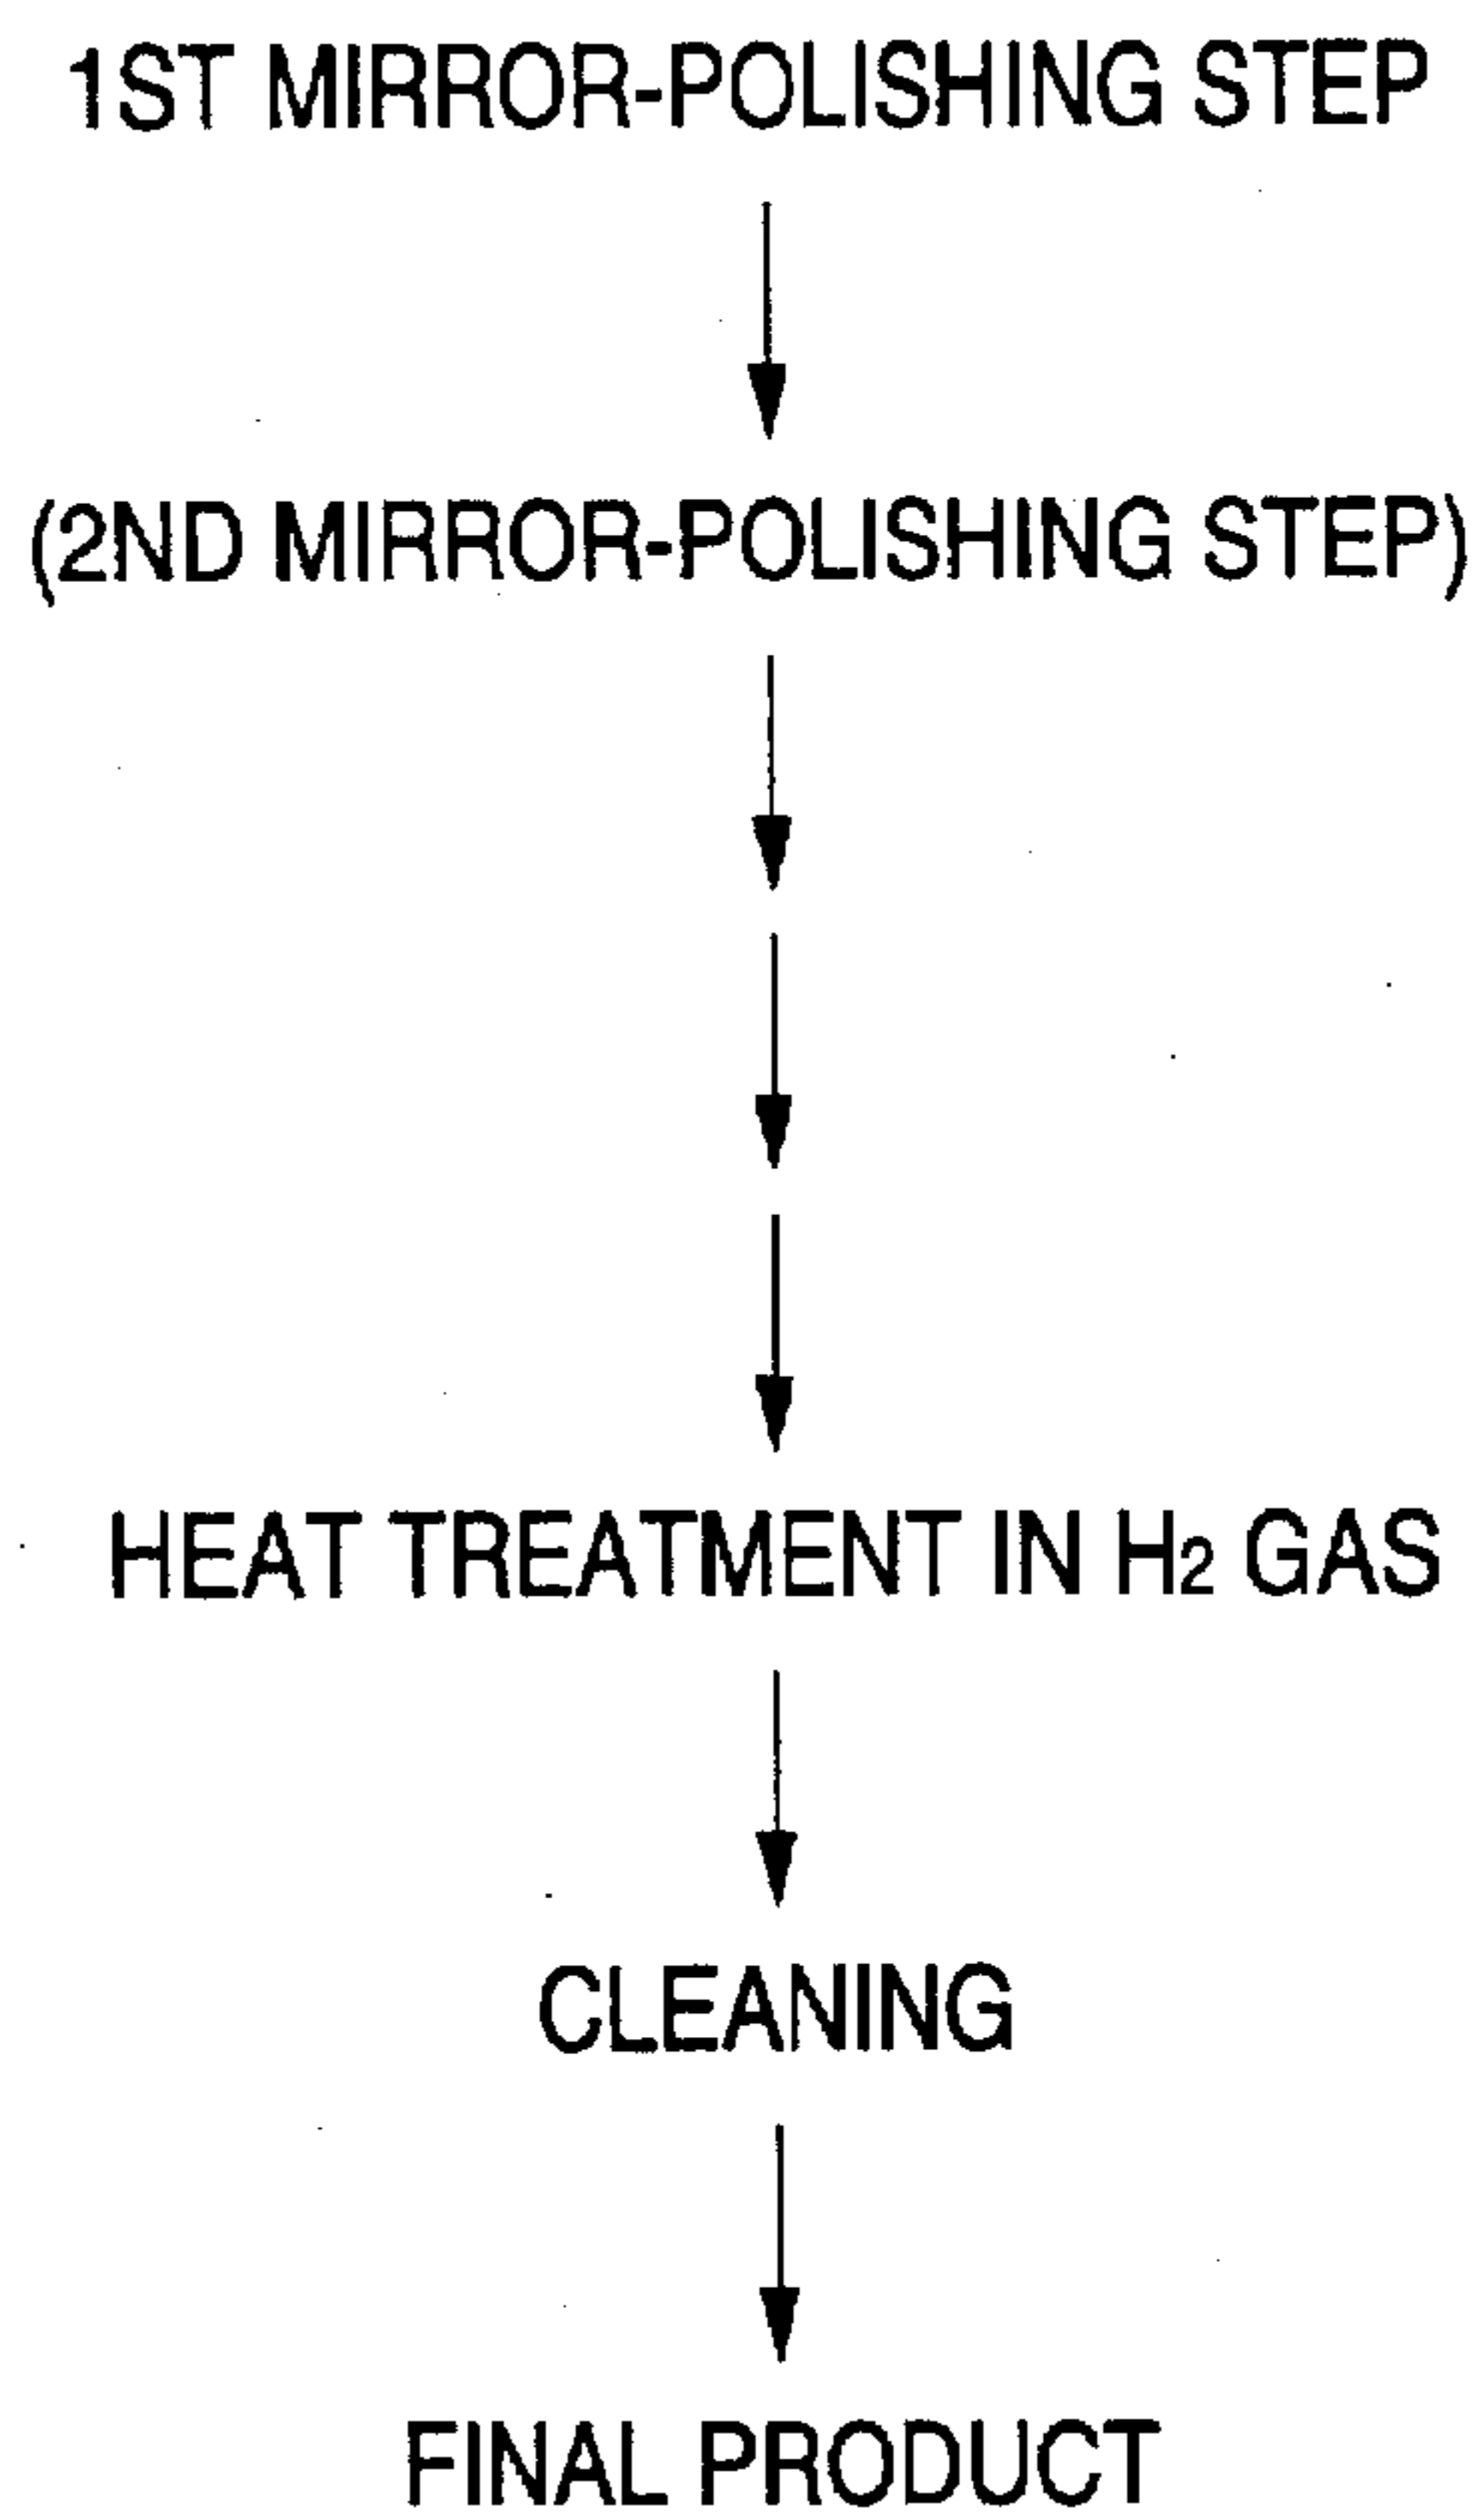 1ST MIRROR-POLISHING STEP
(2ND MIRROR-POLISHING STEP)
HEAT TREATMENT IN H₂ GAS
CLEANING
FINAL PRODUCT